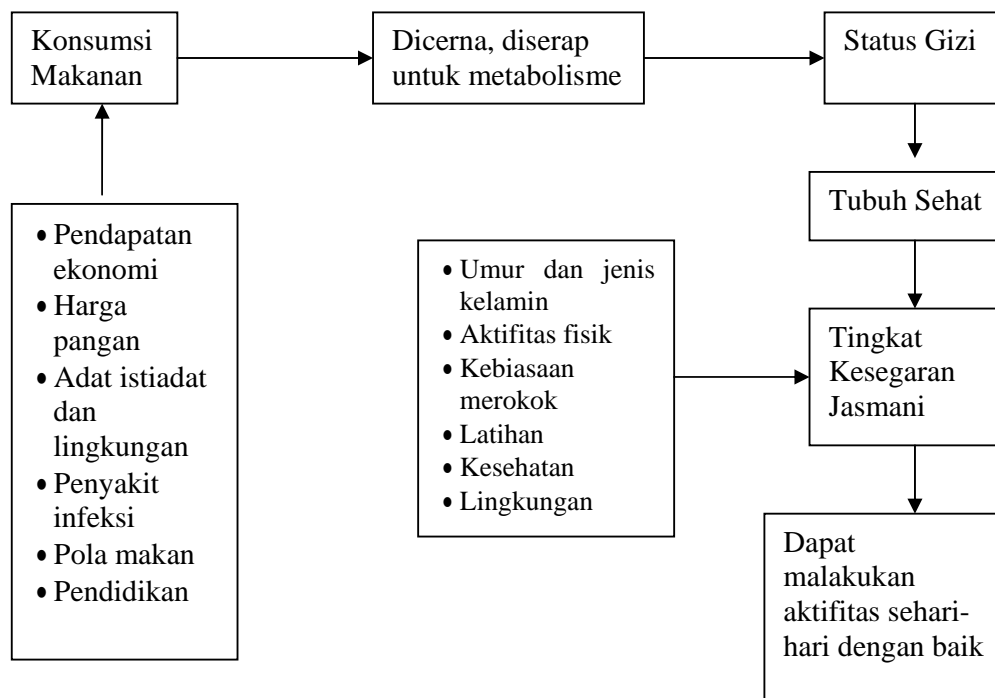 Konsumsi
Makanan
Dicerna, diserap
untuk metabolisme
Status Gizi
Tubuh Sehat
• Pendapatan
ekonomi
• Harga
pangan
• Adat istiadat
dan
lingkungan
• Penyakit
infeksi
• Pola makan
• Pendidikan
• Umur dan jenis
kelamin
• Aktifitas fisik
• Kebiasaan
merokok
• Latihan
• Kesehatan
• Lingkungan
Tingkat
Kesegaran
Jasmani
Dapat
malakukan
aktifitas sehari-
hari dengan baik